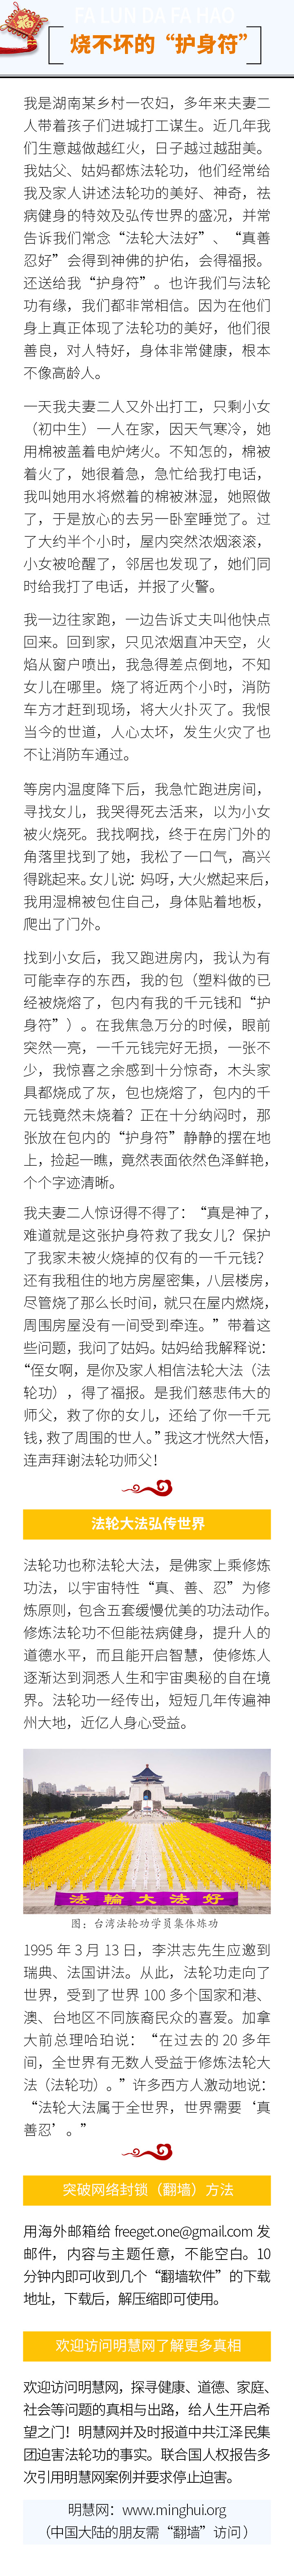 FA LUN DA FA HAO
烧不坏的“护身符”
我是湖南某乡村一农妇，多年来夫妻二
人带着孩子们进城打工谋生。近几年我
们生意越做越红火，日子越过越甜美。
我姑父、姑妈都炼法轮功，他们经常给
我及家人讲述法轮功的美好、神奇，祛
病健身的特效及弘传世界的盛况，并常
告诉我们常念“法轮大法好”、“真善
忍好”会得到神佛的护佑，会得福报。
还送给我“护身符”。也许我们与法轮
功有缘，我们都非常相信。因为在他们
身上真正体现了法轮功的美好，他们很
善良，对人特好，身体非常健康，根本
不像高龄人。
一天我夫妻二人又外出打工，只剩小女
（初中生）一人在家，因天气寒冷，她
用棉被盖着电炉烤火。不知怎的，棉被
着火了，她很着急，急忙给我打电话，
我叫她用水将燃着的棉被淋湿，她照做
了，于是放心的去另一卧室睡觉了。过
了大约半个小时，屋内突然浓烟滚滚，
小女被呛醒了，邻居也发现了，她们同
时给我打了电话，并报了火警。
我一边往家跑，一边告诉丈夫叫他快点
回来。回到家，只见浓烟直冲天空，火
焰从窗户喷出，我急得差点倒地，不知
女儿在哪里。烧了将近两个小时，消防
车方才赶到现场，将大火扑灭了。我恨
当今的世道，人心太坏，发生火灾了也
不让消防车通过。
等房内温度降下后，我急忙跑进房间，
寻找女儿，我哭得死去活来，以为小女
被火烧死。我找啊找，终于在房门外的
角落里找到了她，我松了一口气，高兴
得跳起来。女儿说：妈呀，大火燃起来后，
我用湿棉被包住自己，身体贴着地板，
爬出了门外。
找到小女后，我又跑进房内，我认为有
可能幸存的东西，我的包（塑料做的已
经被烧熔了，包内有我的千元钱和“护
身符”）。在我焦急万分的时候，眼前
突然一亮，一千元钱完好无损，一张不
少，我惊喜之余感到十分惊奇，木头家
具都烧成了灰，包也烧熔了，包内的千
元钱竟然未烧着？正在十分纳闷时，那
张放在包内的“护身符”静静的摆在地
上，捡起一瞧，竟然表面依然色泽鲜艳，
个个字迹清晰。
我夫妻二人惊讶得不得了：“真是神了，
难道就是这张护身符救了我女儿？保护
了我家未被火烧掉的仅有的一千元钱？
还有我租住的地方房屋密集，八层楼房，
尽管烧了那么长时间，就只在屋内燃烧，
周围房屋没有一间受到牵连。”带着这
些问题，我问了姑妈。姑妈给我解释说：
“侄女啊，是你及家人相信法轮大法（法
轮功），得了福报。是我们慈悲伟大的
师父，救了你的女儿，还给了你一千元
钱，救了周围的世人。”我这才恍然大悟，
连声拜谢法轮功师父！
法轮大法弘传世界
法轮功也称法轮大法，是佛家上乘修炼
功法，以宇宙特性“真、善、忍”为修
炼原则，包含五套缓慢优美的功法动作。
修炼法轮功不但能祛病健身，提升人的
道德水平，而且能开启智慧，使修炼人
逐渐达到洞悉人生和宇宙奥秘的自在境
界。法轮功一经传出，短短几年传遍神
州大地，近亿人身心受益。
法輪大法好
图：台湾法轮功学员集体炼功
1995 年 3 月 13 日，李洪志先生应邀到
瑞典、法国讲法。从此，法轮功走向了
世界，受到了世界 100 多个国家和港、
澳、台地区不同族裔民众的喜爱。加拿
大前总理哈珀说：“在过去的 20 多年
间，全世界有无数人受益于修炼法轮大
法（法轮功）。”许多西方人激动地说：
“法轮大法属于全世界，世界需要‘真
善忍’。”
突破网络封锁（翻墙）方法
用海外邮箱给 freeget.one@gmail.com 发
邮件，内容与主题任意，不能空白。10
分钟内即可收到几个“翻墙软件”的下载
地址，下载后，解压缩即可使用。
欢迎访问明慧网了解更多真相
欢迎访问明慧网，探寻健康、道德、家庭、
社会等问题的真相与出路，给人生开启希
望之门！明慧网并及时报道中共江泽民集
团迫害法轮功的事实。联合国人权报告多
次引用明慧网案例并要求停止迫害。
明慧网：www.minghui.org
（中国大陆的朋友需“翻墙”访问 ）